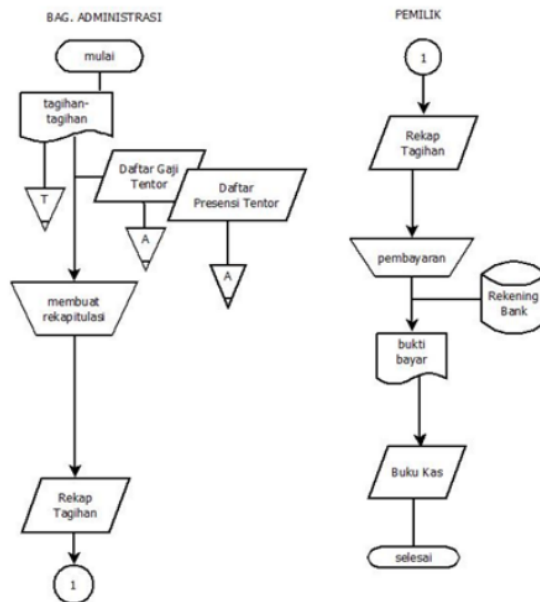 BAG. ADMINISTRASI
mulai
tagihan-
tagihan
T
Daftar Gaji
Tentor
A
Daftar
Presensi Tentor
A
membuat
rekapitulasi
Rekap
Tagihan
1
PEMILIK
1
Rekap
Tagihan
pembayaran
Rekening
Bank
bukti
bayar
Buku Kas
selesai